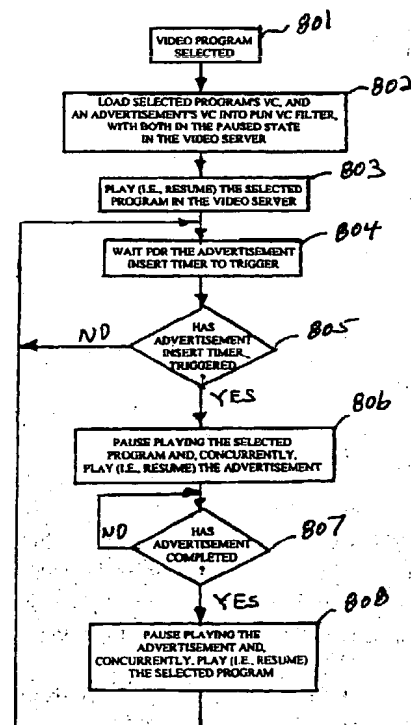 801
VIDEO PROGRAM
SELECTED
802
LOAD SELECTED PROGRAM'S VC, AND
AN ADVERTISEMENT'S VC INTO PUN VC FILTER,
WITH BOTH IN THE PAUSED STATE
IN THE VIDEO SERVER
803
PLAY (I.E., RESUME) THE SELECTED
PROGRAM IN THE VIDEO SERVER
804
WAIT FOR THE ADVERTISEMENT
INSERT TIMER TO TRIGGER
805
HAS
ADVERTISEMENT
INSERT TIMER
TRIGGERED
?
NO
YES
806
PAUSE PLAYING THE SELECTED
PROGRAM AND, CONCURRENTLY,
PLAY (I.E., RESUME) THE ADVERTISEMENT
807
HAS
ADVERTISEMENT
COMPLETED
?
NO
YES
808
PAUSE PLAYING THE
ADVERTISEMENT AND,
CONCURRENTLY, PLAY (I.E., RESUME)
THE SELECTED PROGRAM